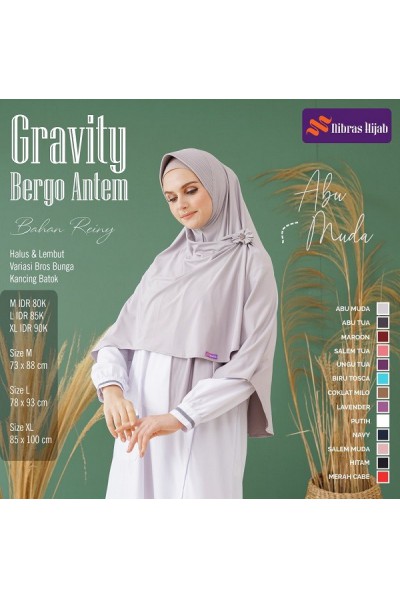 Nibras Hijab
Gravity
Bergo Antem
Bahan Reiny
Halus & Lembut
Variasi Bros Bunga
Kancing Batok
M IDR 80K
L IDR 85K
XL IDR 90K
Size M
73 x 88 cm
Size L
78 x 93 cm
Size XL
85 x 100 cm
Abu
Muda
ABU MUDA
ABU TUA
MAROON
SALEM TUA
UNGU TUA
BIRU TOSCA
COKLAT MILO
LAVENDER
PUTIH
NAVY
SALEM MUDA
HITAM
MERAH CABE